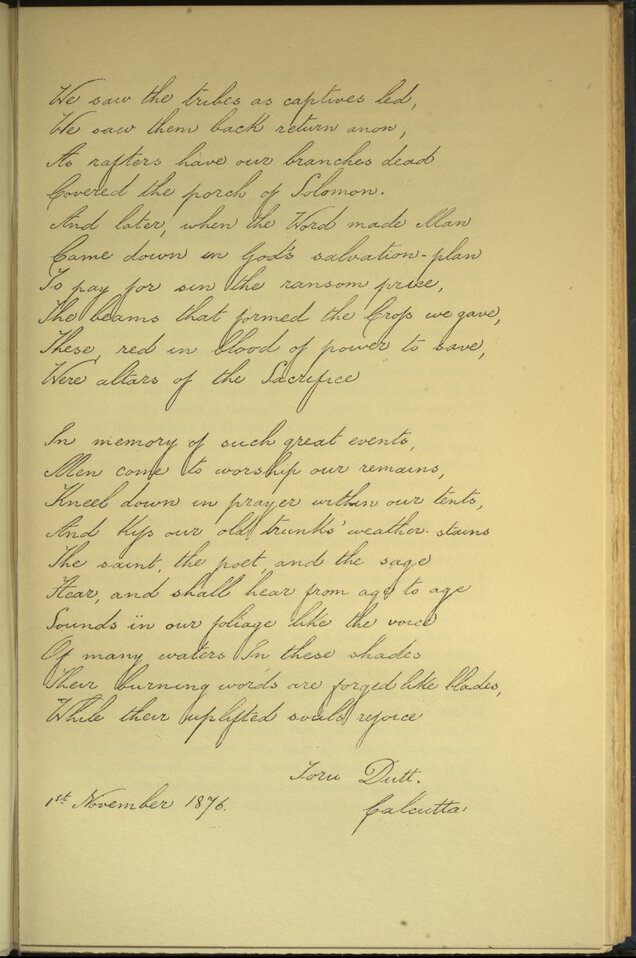 We saw the tribes as captives led,
We saw them back return anon,
As rafters have our branches dead
Covered the porch of Solomon.
And later, when the Word made Man
Came down in God's salvation-plan
To pay for sin the ransom price,
The beams that formed the Cross we gave,
These, red in blood of power to save,
Were altars of the Sacrifice
In memory of such great events,
Men come to worship our remains,
Kneel down in prayer within our tents,
And Kiss our old trunks' weather-stains
The saint, the poet, and the sage
Hear, and shall hear from age to age
Sounds in our foliage like the voice
Of many waters In these shades
Their burning words are forged like blades,
While their uplifted souls rejoice
Toru Dutt.
1st November 1876.
Calcutta